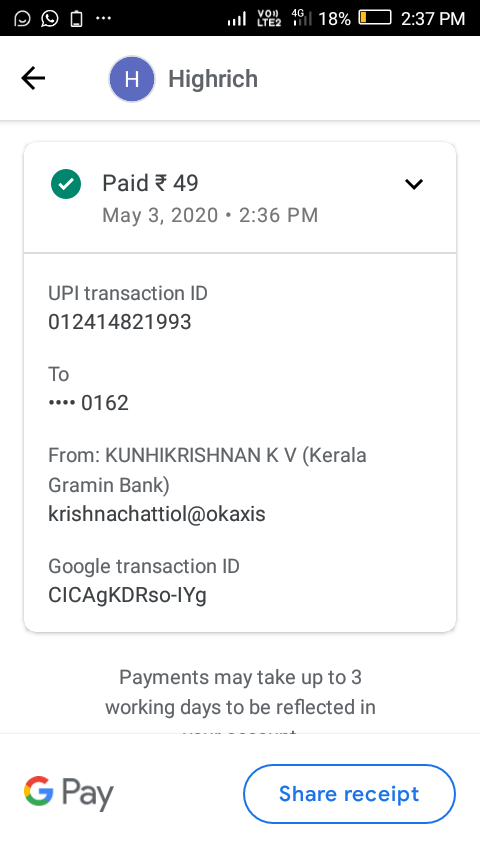 VO)) LTE2 4G 18% 2:37 PM
H Highrich
Paid ₹ 49
May 3, 2020 • 2:36 PM
UPI transaction ID
012414821993
To
•••• 0162
From: KUNHIKRISHNAN K V (Kerala
Gramin Bank)
krishnachattiol@okaxis
Google transaction ID
CICAgKDRso-IYg
Payments may take up to 3
working days to be reflected in
your account
G Pay
Share receipt